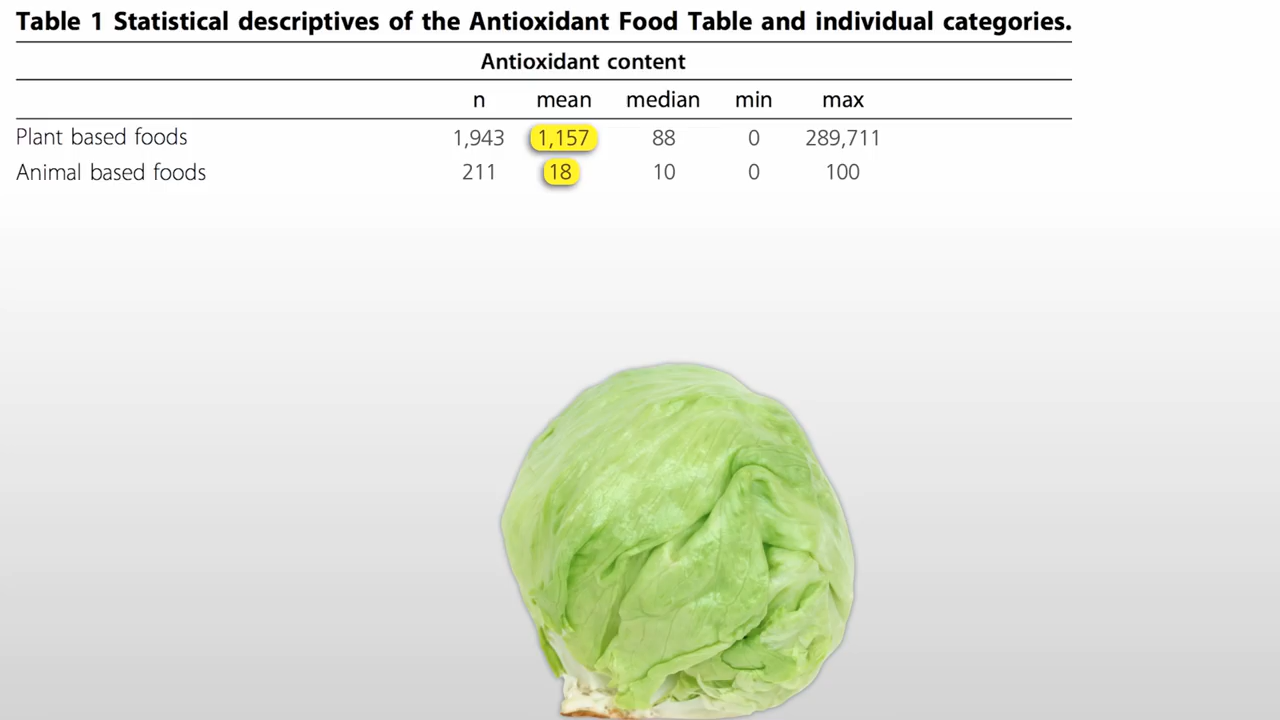 Table 1 Statistical descriptives of the Antioxidant Food Table and individual categories.
Antioxidant content
n mean median min max
Plant based foods 1,943 1,157 88 0 289,711
Animal based foods 211 18 10 0 100